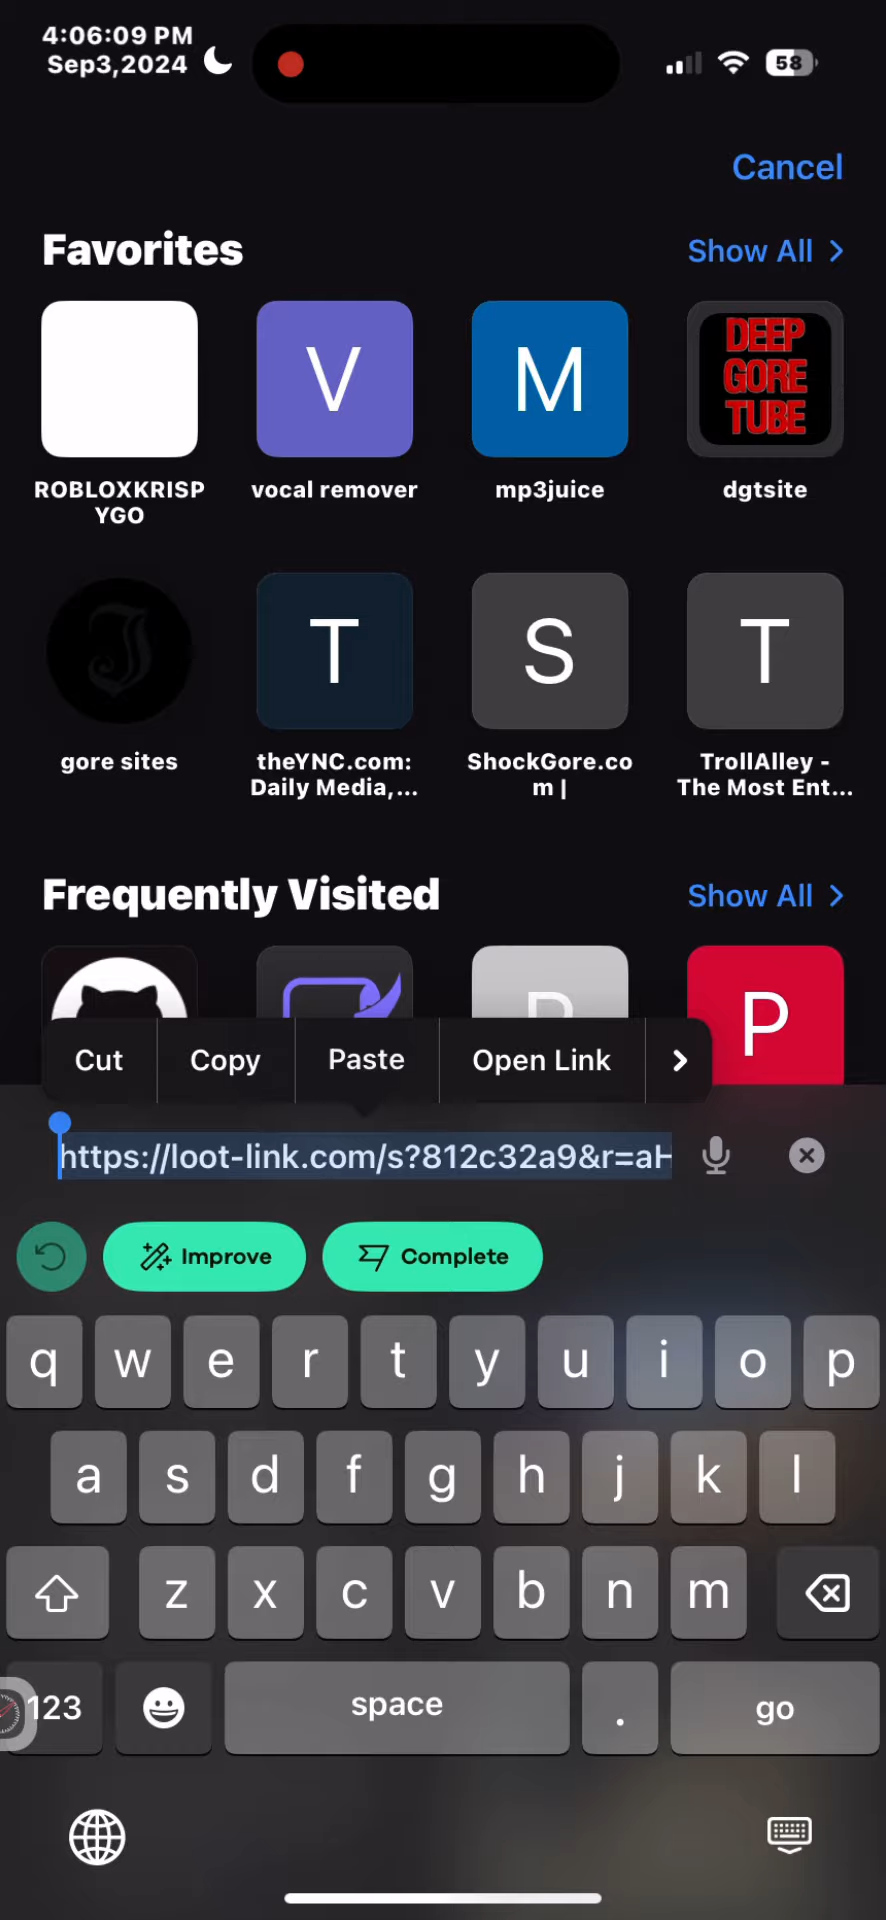 4:06:09 PM
Sep3,2024
58
Cancel
Favorites
Show All
V
M
DEEP
GORE
TUBE
ROBLOXKRISP
YGO
vocal remover
mp3juice
dgtsite
J
T
S
T
gore sites
theYNC.com:
Daily Media,...
ShockGore.co
m |
TrollAlley -
The Most Ent...
Frequently Visited
Show All
P
P
Cut
Copy
Paste
Open Link
https://loot-link.com/s?812c32a9&r=aH
Improve
Complete
q w e r t y u i o p
a s d f g h j k l
z x c v b n m
123
space
.
go